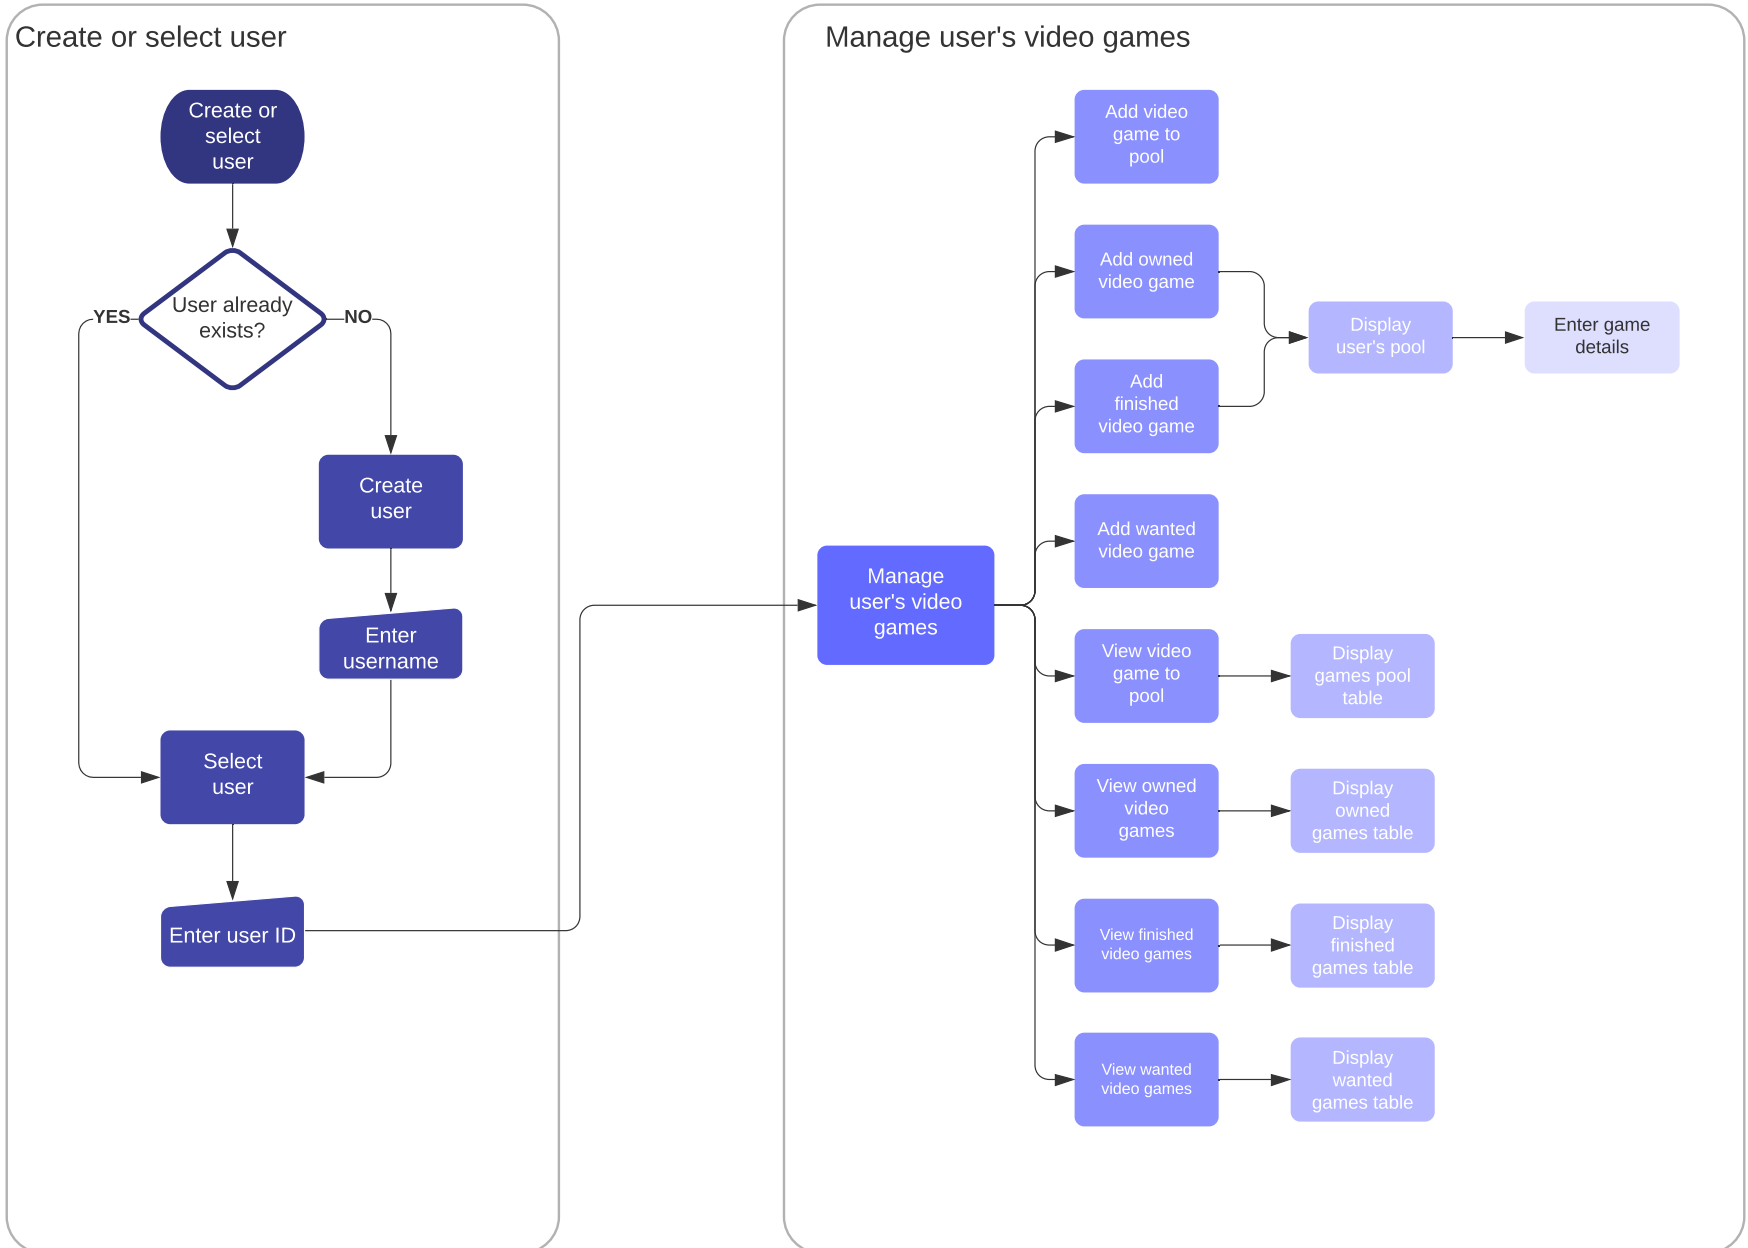 Create or select user
Create or
select
user
User already
exists?
YES
NO
Create
user
Enter
username
Select
user
Enter user ID
Manage user's video games
Manage
user's video
games
Add video
game to
pool
Add owned
video game
Add
finished
video game
Display
user's pool
Enter game
details
Add wanted
video game
View video
game to
pool
Display
games pool
table
View owned
video
games
Display
owned
games table
View finished
video games
Display
finished
games table
View wanted
video games
Display
wanted
games table